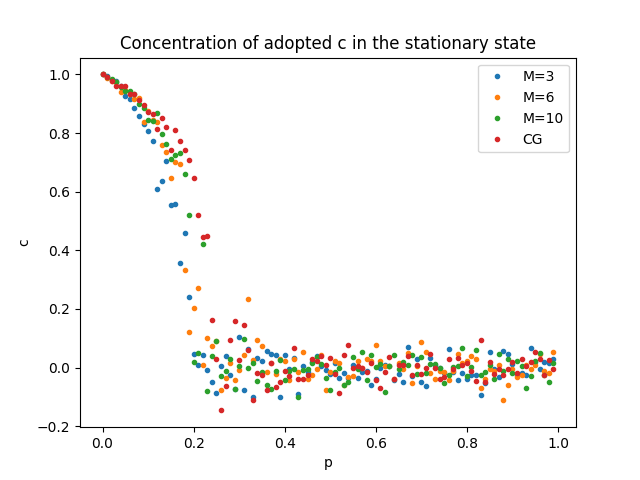 Concentration of adopted c in the stationary state
M=3
M=6
M=10
CG
c
1.0
0.8
0.6
0.4
0.2
0.0
−0.2
0.0 0.2 0.4 0.6 0.8 1.0
p